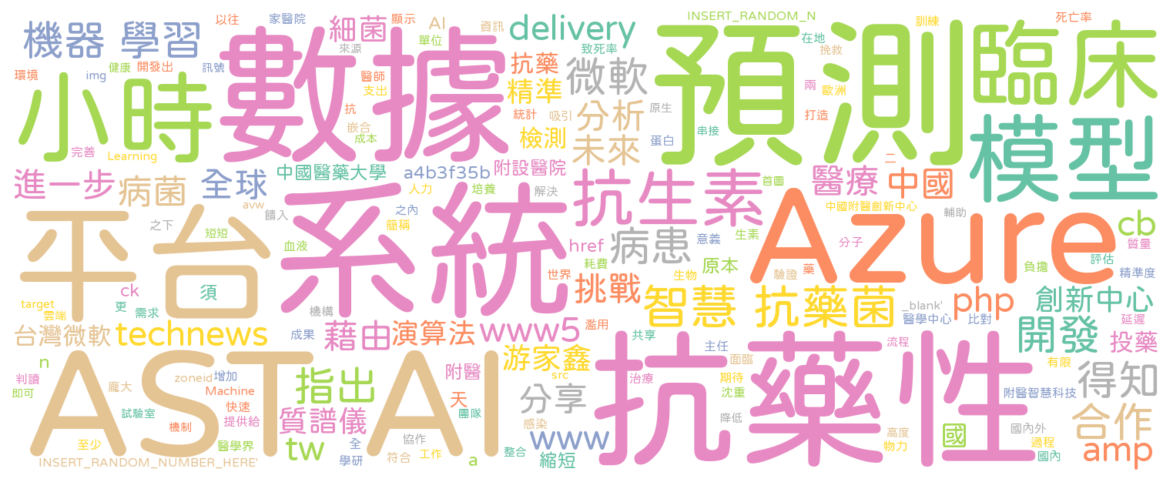 INSERT_RANDOM_N
機器 學習
以往
家醫院
顯示
AI
資訊
細菌
delivery
訓練
死亡率
來源
單位
致死率
在地
挽救
臨床
數據
預測
小時
環境
img
健康
開發出
訊號
醫師
支出
抗藥
精準
微軟
兩
歐洲
抗
統計
吸引
原生
打造
嵌合
成本
檢測
分析
蛋白
串接
模型
完善
Learning
未來
二
中國醫藥大學
a4b3f35b
附設醫院
首圖
醫療
中國
進一步
病菌
全球
人力
培養
解決
抗生素
中國附醫創新中心
輔助
avw
饋入
之內
簡稱
Azure
平台
系統
之下
短短
血液
href
病患
意義
生素
分子
cb
質量
耗費
原本
驗證
藥
負擔
評估
ck
更
須
世界
挑戰
生物
精準度
target
雲端
需求
機構
智慧 抗藥菌
_blank'
php
創新中心
台灣微軟
technews
成果
藉由
演算法
www5
濫用
共享
醫學中心
比對
延遲
開發
投藥
n
游家鑫
主任
面臨
流程
有限
判讀
即可
龐大
zoneid
增加
指出
附醫
src
治療
期待
沈重
得知
AST
AI
抗藥性
Machine
快速
提供給
天
團隊
分享
降低
附醫智慧科技
試驗室
機制
質譜儀
感染
高度
物力
國
國內外
過程
國內
合作
至少
醫學界
tw
全
學研
協作
符合
工作
a
整合
縮短
www
amp
INSERT_RANDOM_NUMBER_HERE'